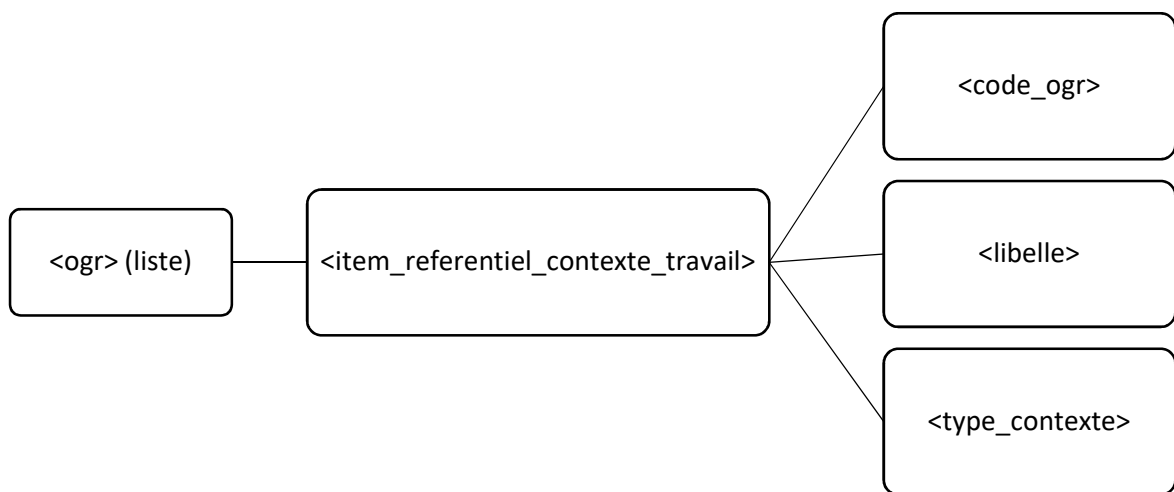 <ogr> (liste)
<item_referentiel_contexte_travail>
<code_ogr>
<libelle>
<type_contexte>